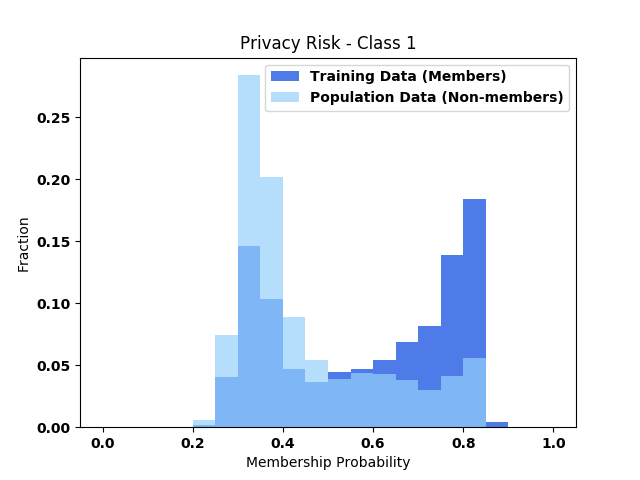 Privacy Risk - Class 1
Training Data (Members)
Population Data (Non-members)
0.25
0.20
0.15
0.10
0.05
0.00
Fraction
0.0 0.2 0.4 0.6 0.8 1.0
Membership Probability